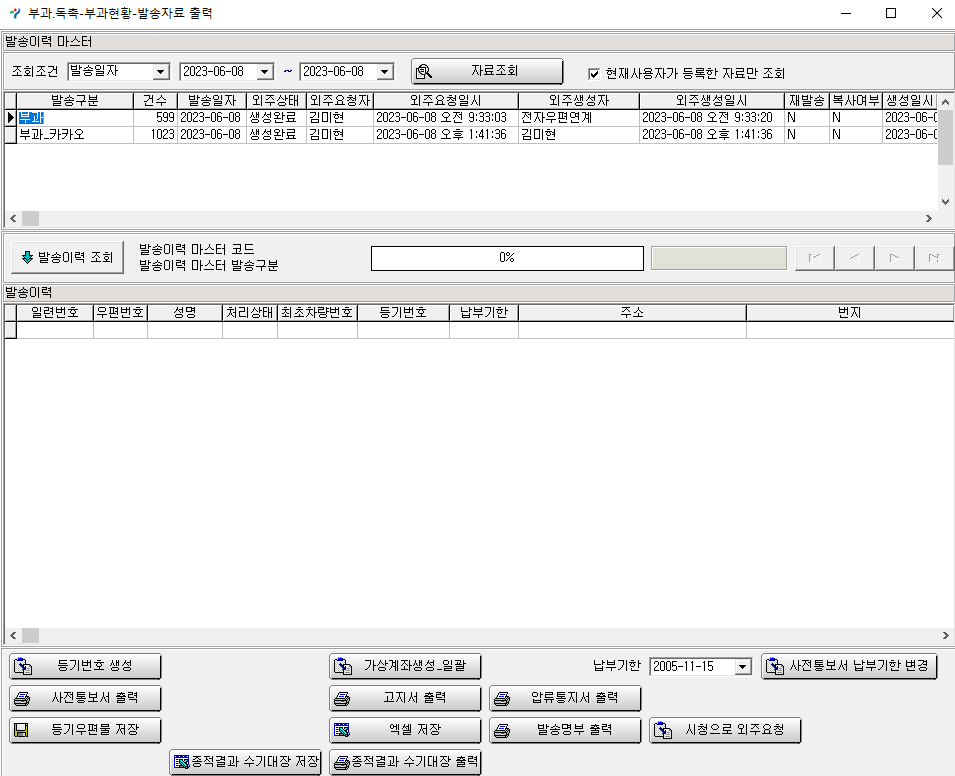 부과.독촉-부과현황-발송자료 출력
발송이력 마스터
조회조건 발송일자 2023-06-08 ~ 2023-06-08 자료조회 현재사용자가 등록한 자료만 조회
발송구분 건수 발송일자 외주상태 외주요청자 외주요청일시 외주생성자 외주생성일시 재발송 복사여부 생성일시
부과 599 2023-06-08 생성완료 김미현 2023-06-08 오전 9:33:03 전자우편연계 2023-06-08 오전 9:33:20 N N 2023-06-0
부과_카카오 1023 2023-06-08 생성완료 김미현 2023-06-08 오후 1:41:36 김미현 2023-06-08 오후 1:41:36 N N 2023-06-0
발송이력 조회
발송이력 마스터 코드
발송이력 마스터 발송구분
0%
발송이력
일련번호 우편번호 성명 처리상태 최초차량번호 등기번호 납부기한 주소 번지
등기번호 생성 가상계좌생성_일괄 납부기한 2005-11-15 사전통보서 납부기한 변경
사전통보서 출력 고지서 출력 압류통지서 출력
등기우편물 저장 엑셀 저장 발송명부 출력 시청으로 외주요청
종적결과 수기대장 저장 종적결과 수기대장 출력